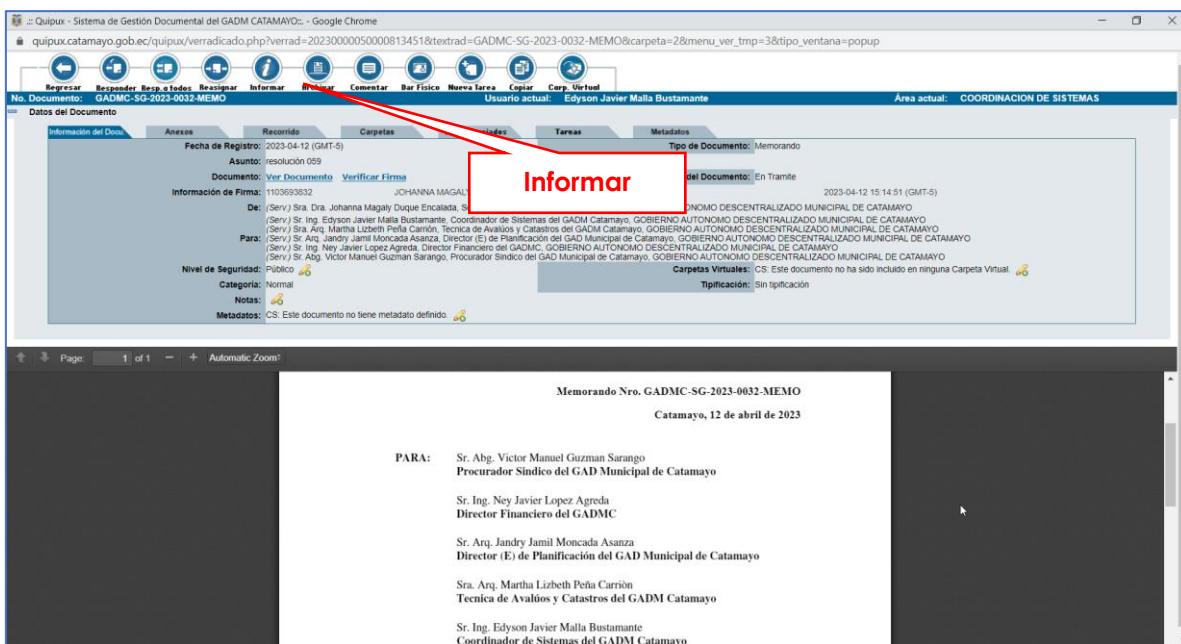 .:: Quipux - Sistema de Gestión Documental del GADM CATAMAYO::. - Google Chrome
quipux.catamayo.gob.ec/quipux/verradicado.php?verrad=20230000050000813451&textrad=GADMC-SG-2023-0032-MEMO&carpeta=2&menu_ver_tmp=3&tipo_ventana=popup
Regresar Responder Resp.a todos Reasignar Informar Archivar Comentar Dar Fisico Nueva Tarea Copiar Carp. Virtual
No. Documento: GADMC-SG-2023-0032-MEMO Usuario actual: Edyson Javier Malla Bustamante Área actual: COORDINACION DE SISTEMAS
Datos del Documento
Información del Docu. Anexos Recorrido Carpetas Tareas Metadatos
Fecha de Registro: 2023-04-12 (GMT-5) Tipo de Documento: Memorando
Asunto: resolución 059
Informar
Documento: Ver Documento Verificar Firma del Documento: En Tramite
Información de Firma: 1103693832 JOHANNA MAGALY 2023-04-12 15:14:51 (GMT-5)
De: (Serv.) Sra. Dra. Johanna Magaly Duque Encalada, NOMO DESCENTRALIZADO MUNICIPAL DE CATAMAYO
(Serv.) Sr. Ing. Edyson Javier Malla Bustamante, Coordinador de Sistemas del GADM Catamayo, GOBIERNO AUTONOMO DESCENTRALIZADO MUNICIPAL DE CATAMAYO
(Serv.) Sra. Arq. Martha Lizbeth Peña Carriòn, Tecnica de Avalúos y Catastros del GADM Catamayo, GOBIERNO AUTONOMO DESCENTRALIZADO MUNICIPAL DE CATAMAYO
Para: (Serv.) Sr. Arq. Jandry Jamil Moncada Asanza, Director (E) de Planificación del GAD Municipal de Catamayo, GOBIERNO AUTONOMO DESCENTRALIZADO MUNICIPAL DE CATAMAYO
(Serv.) Sr. Ing. Ney Javier Lopez Agreda, Director Financiero del GADMC, GOBIERNO AUTONOMO DESCENTRALIZADO MUNICIPAL DE CATAMAYO
(Serv.) Sr. Abg. Victor Manuel Guzman Sarango, Procurador Sindico del GAD Municipal de Catamayo, GOBIERNO AUTONOMO DESCENTRALIZADO MUNICIPAL DE CATAMAYO
Nivel de Seguridad: Público Carpetas Virtuales: CS: Este documento no ha sido incluido en ninguna Carpeta Virtual.
Categoría: Normal Tipificación: Sin tipificación
Notas:
Metadatos: CS: Este documento no tiene metadato definido.
Page: 1 of 1 − + Automatic Zoom
Memorando Nro. GADMC-SG-2023-0032-MEMO
Catamayo, 12 de abril de 2023
PARA: Sr. Abg. Victor Manuel Guzman Sarango
Procurador Sindico del GAD Municipal de Catamayo
Sr. Ing. Ney Javier Lopez Agreda
Director Financiero del GADMC
Sr. Arq. Jandry Jamil Moncada Asanza
Director (E) de Planificación del GAD Municipal de Catamayo
Sra. Arq. Martha Lizbeth Peña Carriòn
Tecnica de Avalúos y Catastros del GADM Catamayo
Sr. Ing. Edyson Javier Malla Bustamante
Coordinador de Sistemas del GADM Catamayo